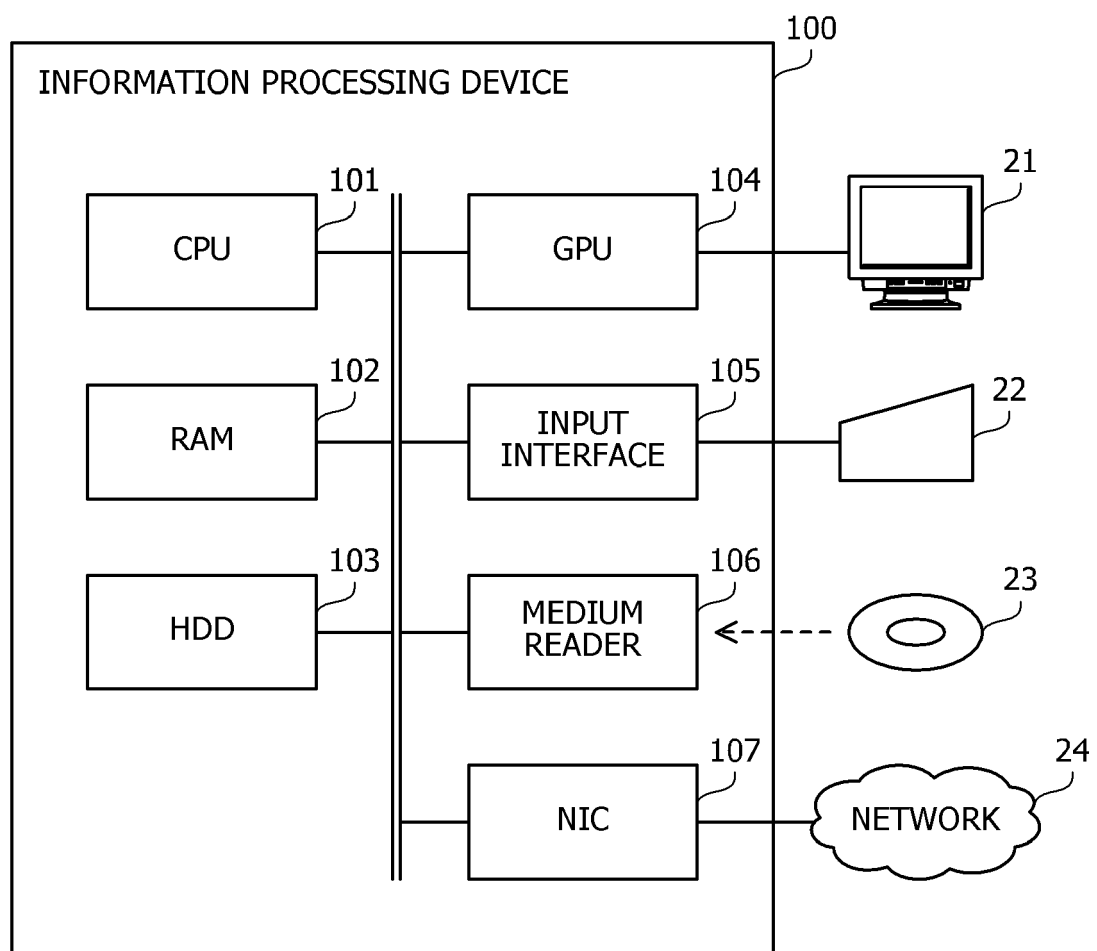 100
INFORMATION PROCESSING DEVICE
101
CPU
104
GPU
21
102
RAM
105
INPUT
INTERFACE
22
103
HDD
106
MEDIUM
READER
23
107
NIC
24
NETWORK